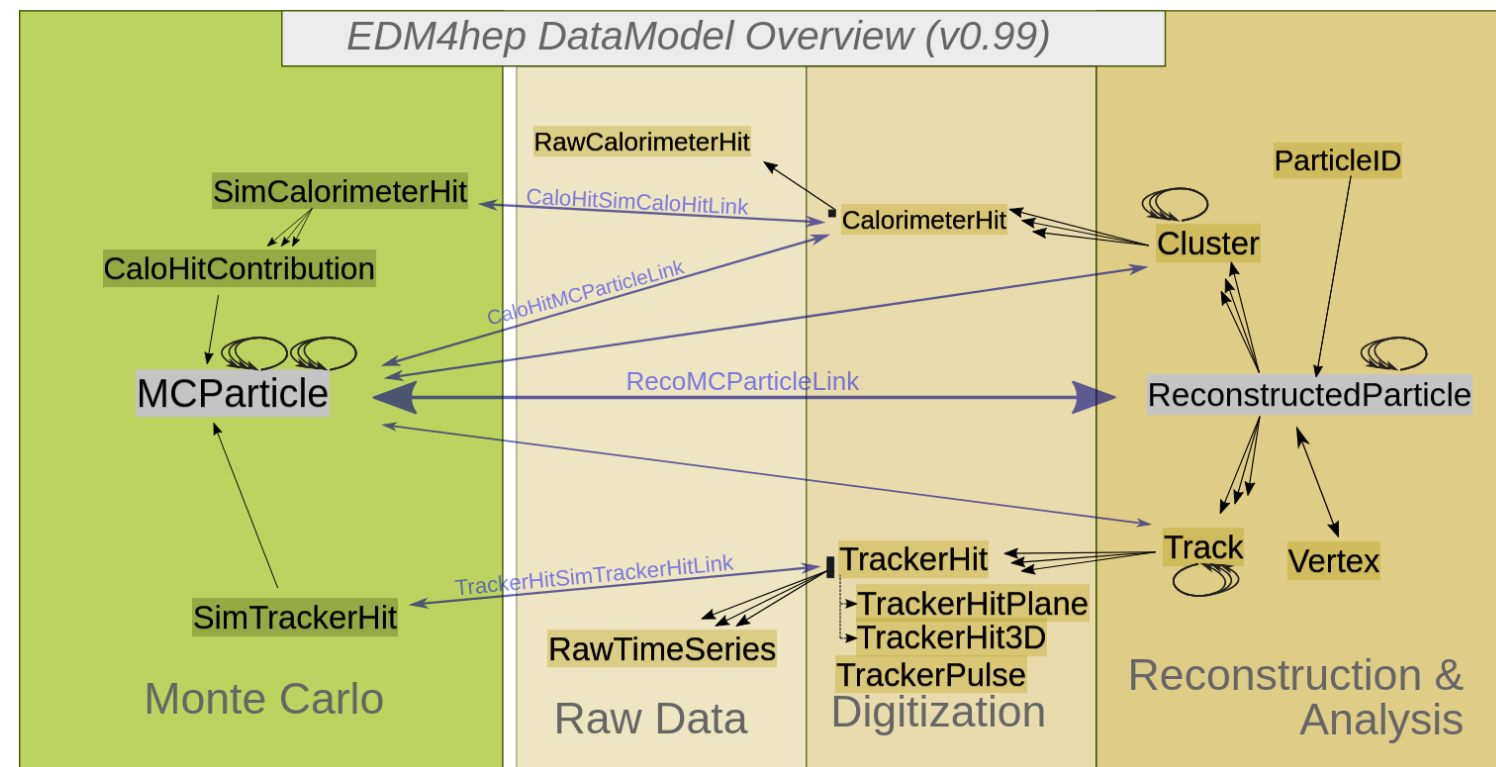 EDM4hep DataModel Overview (v0.99)
RawCalorimeterHit
ParticleID
SimCalorimeterHit
CaloHitSimCaloHitLink
CalorimeterHit
Cluster
CaloHitContribution
CaloHitMCParticleLink
MCParticle
RecoMCParticleLink
ReconstructedParticle
TrackerHit
Track
Vertex
TrackerHitSimTrackerHitLink
TrackerHitPlane
SimTrackerHit
TrackerHit3D
RawTimeSeries
TrackerPulse
Monte Carlo
Raw Data
Digitization
Reconstruction &
Analysis